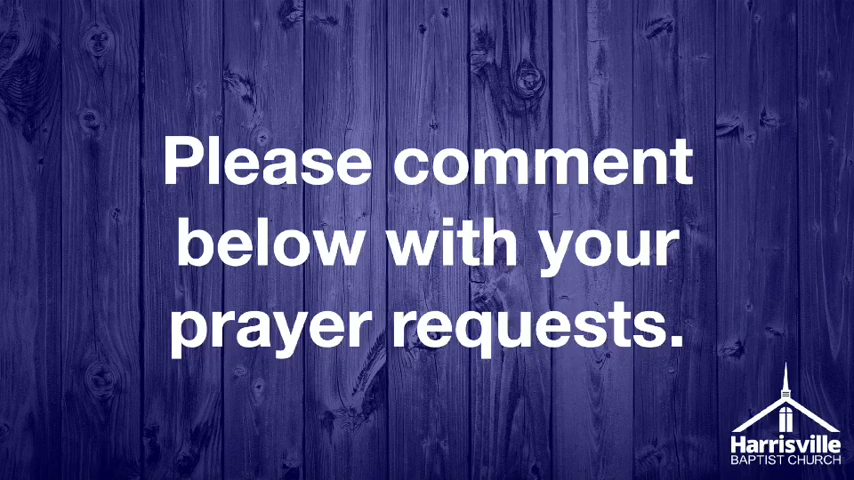 Please comment
below with your
prayer requests.
Harrisville
BAPTIST CHURCH